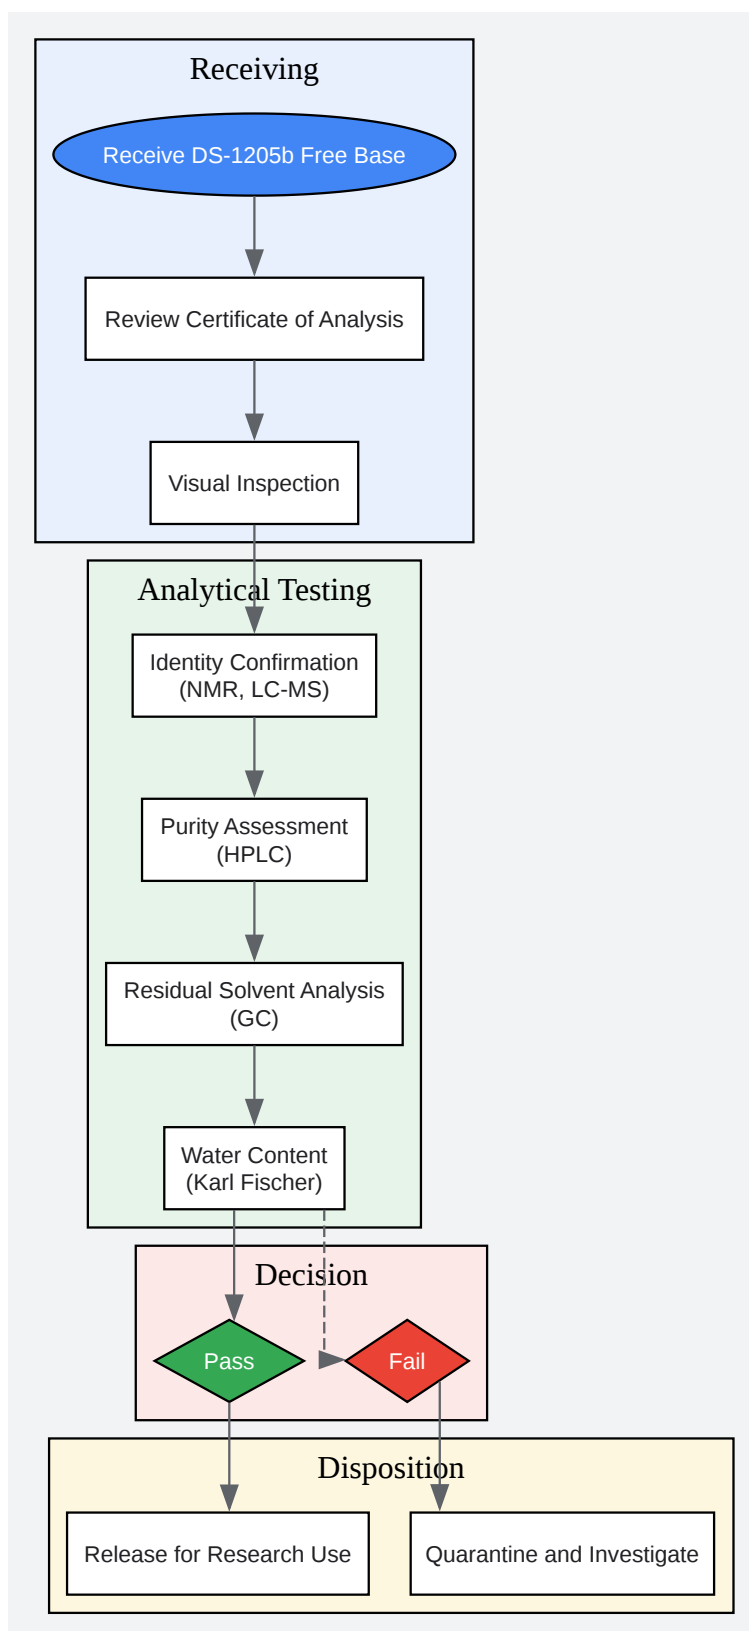 Receiving
Receive DS-1205b Free Base
Review Certificate of Analysis
Visual Inspection
Analytical Testing
Identity Confirmation
(NMR, LC-MS)
Purity Assessment
(HPLC)
Residual Solvent Analysis
(GC)
Water Content
(Karl Fischer)
Decision
Pass
Fail
Disposition
Release for Research Use
Quarantine and Investigate